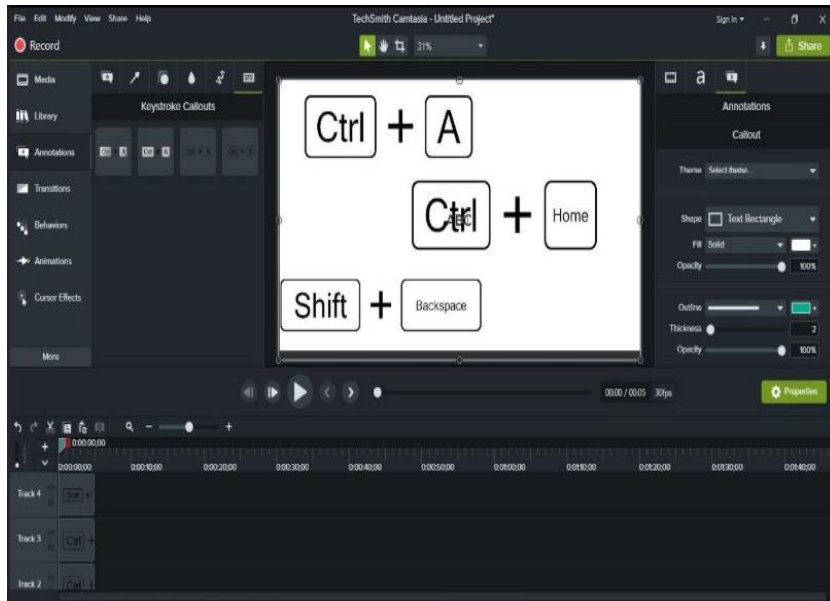 File Edit Modify View Share Help TechSmith Camtasia - Untitled Project* Sign In
Record 31% Share
Media
Library
Annotations
Transitions
Behaviors
Animations
Cursor Effects
More
Keystroke Callouts
Ctrl + A
Ctrl + Home
ABC
Shift + Backspace
Annotations
Callout
Theme Select theme...
Shape Text Rectangle
Fill Solid
Opacity 100%
Outline
Thickness 2
Opacity 100%
00:00 / 00:05 30fps Properties
0:00:00;00
0:00:00;00 0:00:10;00 0:00:20;00 0:00:30;00 0:00:40;00 0:00:50;00 0:01:00;00 0:01:10;00 0:01:20;00 0:01:30;00 0:01:40;00
Track 4 Shift +
Track 3 Ctrl +
Track 2 Ctrl +